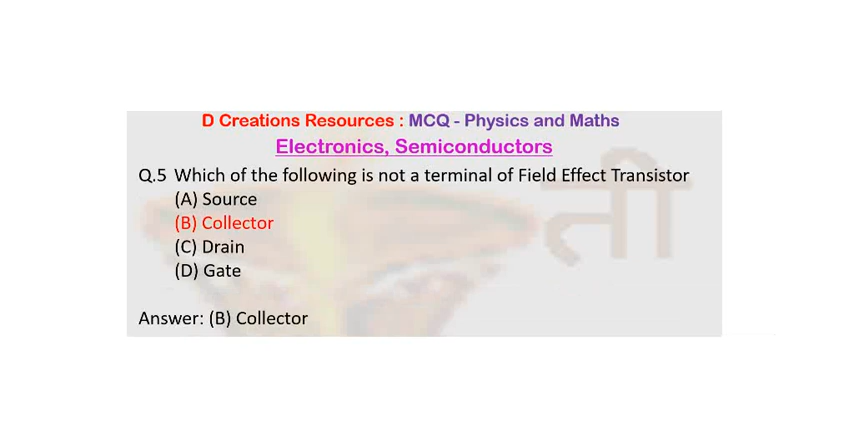 D Creations Resources : MCQ - Physics and Maths
Electronics, Semiconductors
Q.5 Which of the following is not a terminal of Field Effect Transistor
(A) Source
(B) Collector
(C) Drain
(D) Gate
Answer: (B) Collector
ती